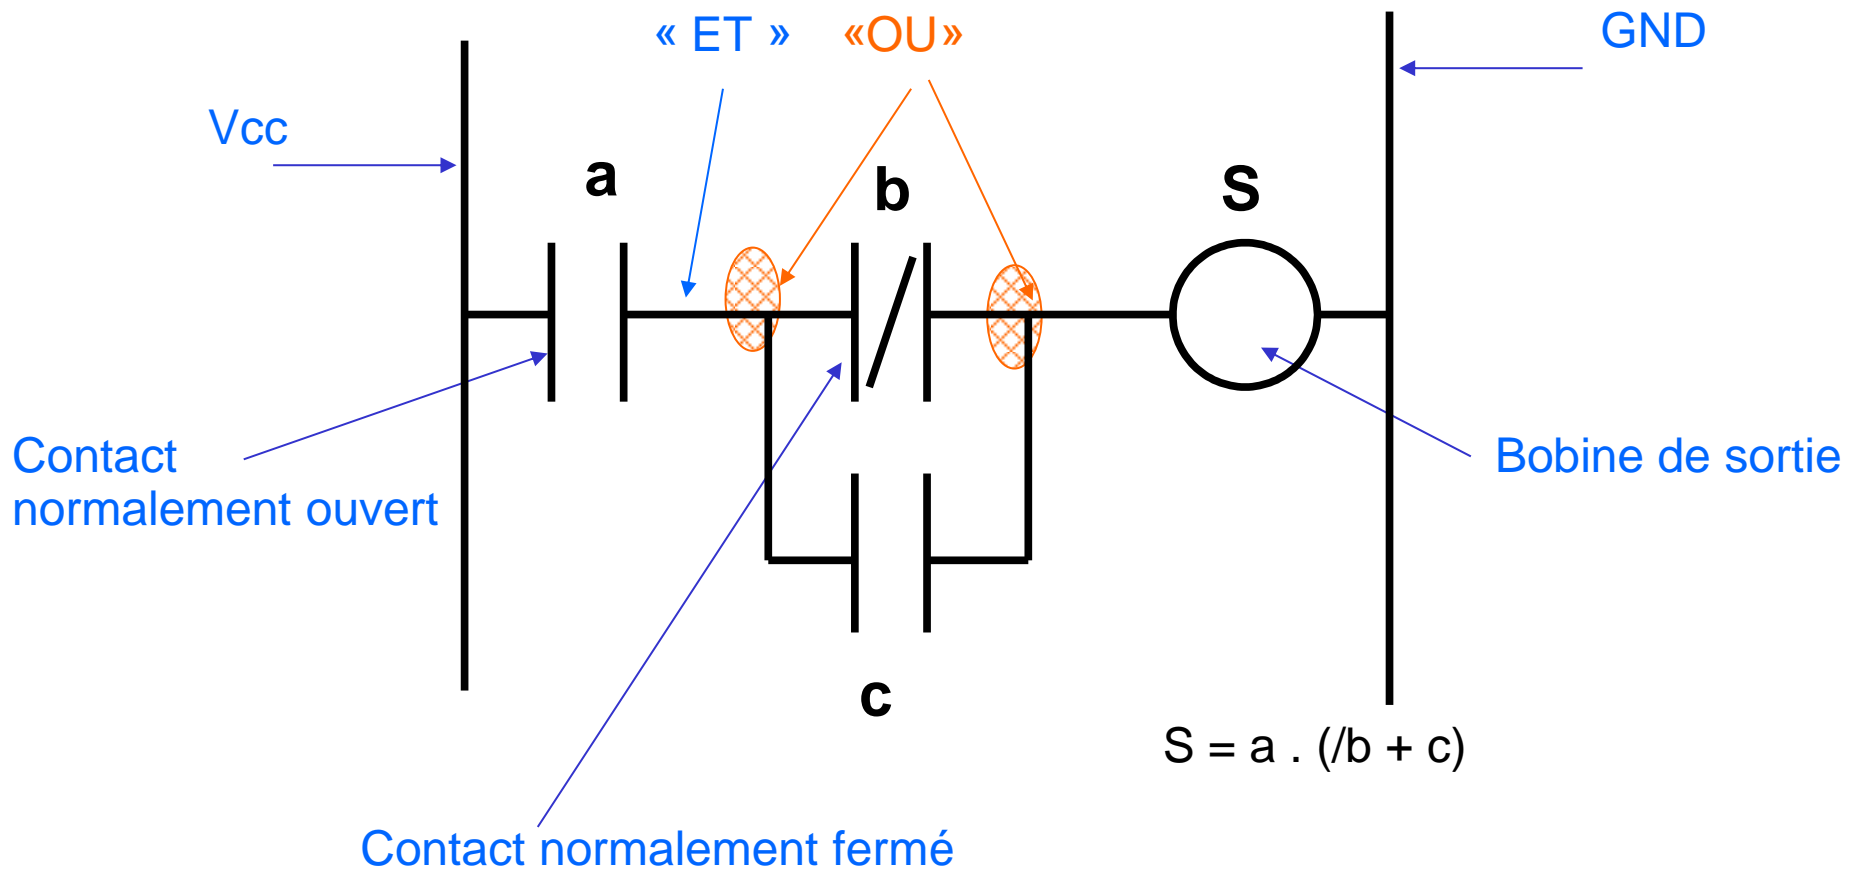 « ET »
«OU»
GND
Vcc
a
b
S
Contact
normalement ouvert
Bobine de sortie
c
S = a . (/b + c)
Contact normalement fermé